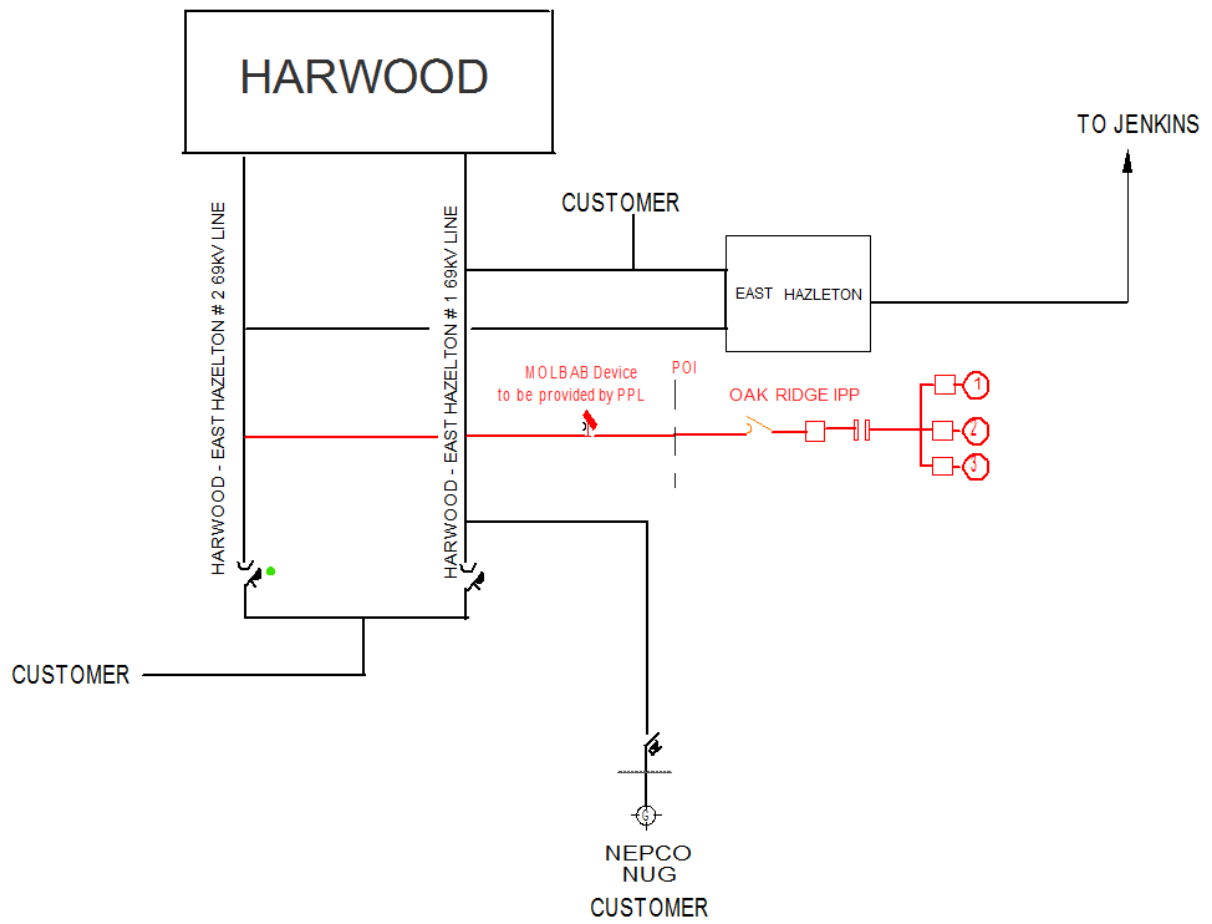 HARWOOD
TO JENKINS
CUSTOMER
HARWOOD - EAST HAZELTON # 2 69KV LINE
HARWOOD - EAST HAZELTON # 1 69KV LINE
EAST HAZLETON
MOLBAB Device
to be provided by PPL
POI
OAK RIDGE IPP
1
2
3
CUSTOMER
G
NEPCO
NUG
CUSTOMER